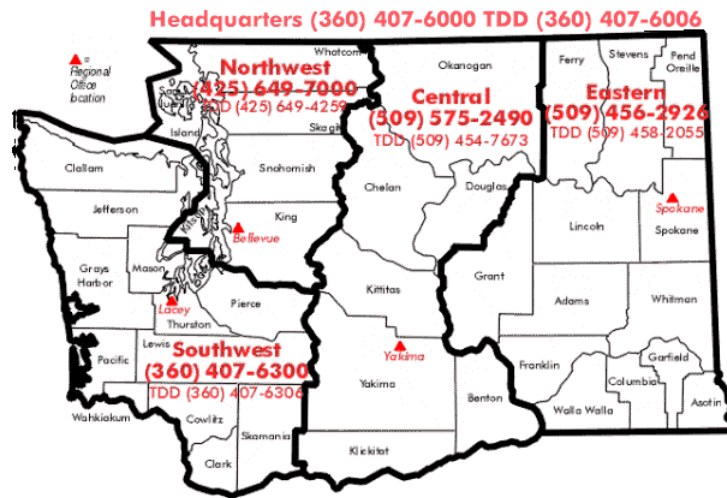 Headquarters (360) 407-6000 TDD (360) 407-6006
▲ =
Regional
Office
location
Northwest
(425) 649-7000
TDD (425) 649-4259
Central
(509) 575-2490
TDD (509) 454-7673
Eastern
(509) 456-2926
TDD (509) 458-2055
Southwest
(360) 407-6300
TDD (360) 407-6306
Whatcom
Island
Skagit
Snohomish
King
Bellevue
Kitsap
Clallam
Jefferson
Grays
Harbor
Mason
Lacey
Thurston
Pierce
Pacific
Lewis
Wahkiakum
Cowlitz
Clark
Skamania
Okanogan
Chelan
Douglas
Kittitas
Yakima
Yakima
Benton
Klickitat
Ferry
Stevens
Pend
Oreille
Spokane
Spokane
Lincoln
Grant
Adams
Whitman
Franklin
Walla Walla
Columbia
Garfield
Asotin